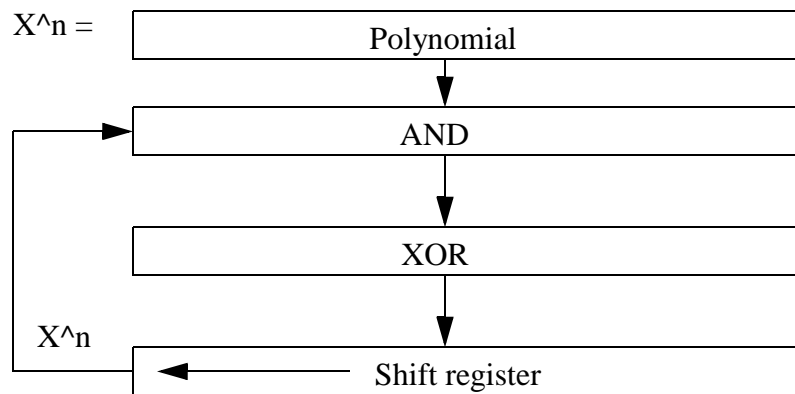 X^n =
Polynomial
AND
XOR
X^n
Shift register